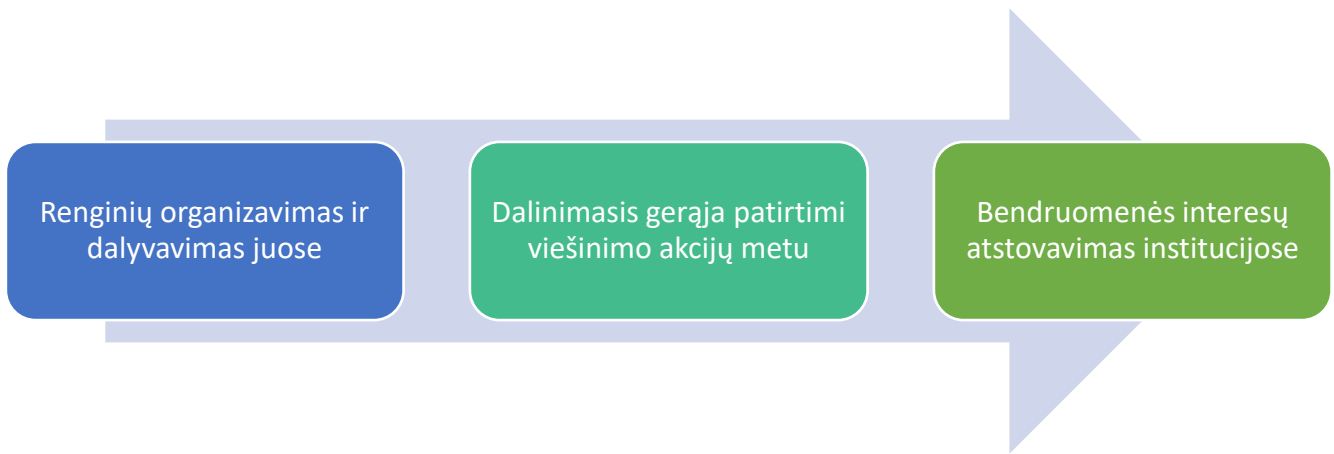 Renginių organizavimas ir
dalyvavimas juose
Dalinimasis gerąja patirtimi
viešinimo akcijų metu
Bendruomenės interesų
atstovavimas institucijose